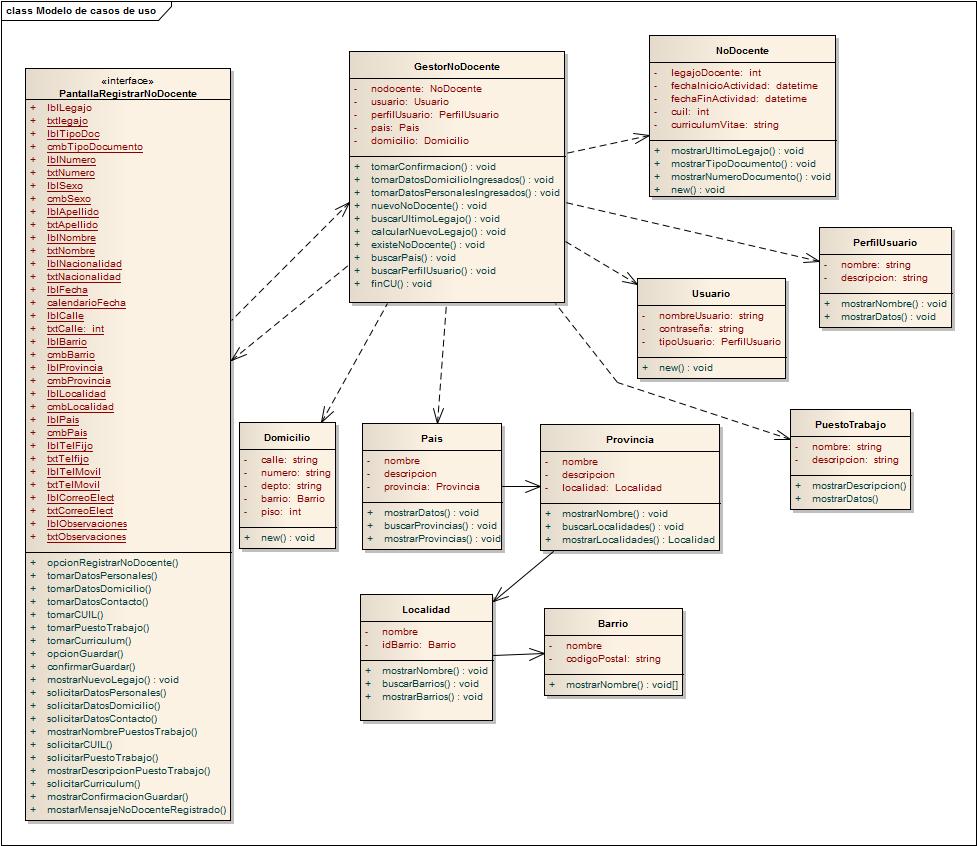 class Modelo de casos de uso
«interface»
PantallaRegistrarNoDocente
+ lblLegajo
+ txtlegajo
+ lblTipoDoc
+ cmbTipoDocumento
+ lblNumero
+ txtNumero
+ lblSexo
+ cmbSexo
+ lblApellido
+ txtApellido
+ lblNombre
+ txtNombre
+ lblNacionalidad
+ txtNacionalidad
+ lblFecha
+ calendarioFecha
+ lblCalle
+ txtCalle: int
+ lblBarrio
+ cmbBarrio
+ lblProvincia
+ cmbProvincia
+ lblLocalidad
+ cmbLocalidad
+ lblPais
+ cmbPais
+ lblTelFijo
+ txtTelfijo
+ lblTelMovil
+ txtTelMovil
+ lblCorreoElect
+ txtCorreoElect
+ lblObservaciones
+ txtObservaciones
+ opcionRegistrarNoDocente()
+ tomarDatosPersonales()
+ tomarDatosDomicilio()
+ tomarDatosContacto()
+ tomarCUIL()
+ tomarPuestoTrabajo()
+ tomarCurriculum()
+ opcionGuardar()
+ confirmarGuardar()
+ mostrarNuevoLegajo() : void
+ solicitarDatosPersonales()
+ solicitarDatosDomicilio()
+ solicitarDatosContacto()
+ mostrarNombrePuestosTrabajo()
+ solicitarCUIL()
+ solicitarPuestoTrabajo()
+ mostrarDescripcionPuestoTrabajo()
+ solicitarCurriculum()
+ mostrarConfirmacionGuardar()
+ mostarMensajeNoDocenteRegistrado()
GestorNoDocente
- nodocente: NoDocente
- usuario: Usuario
- perfilUsuario: PerfilUsuario
- pais: Pais
- domicilio: Domicilio
+ tomarConfirmacion() : void
+ tomarDatosDomicilioIngresados() : void
+ tomarDatosPersonalesIngresados() : void
+ nuevoNoDocente() : void
+ buscarUltimoLegajo() : void
+ calcularNuevoLegajo() : void
+ existeNoDocente() : void
+ buscarPais() : void
+ buscarPerfilUsuario() : void
+ finCU() : void
NoDocente
- legajoDocente: int
- fechaInicioActividad: datetime
- fechaFinActividad: datetime
- cuil: int
- curriculumVitae: string
+ mostrarUltimoLegajo() : void
+ mostrarTipoDocumento() : void
+ mostrarNumeroDocumento() : void
+ new() : void
PerfilUsuario
- nombre: string
- descripcion: string
+ mostrarNombre() : void
+ mostrarDatos() : void
Usuario
- nombreUsuario: string
- contraseña: string
- tipoUsuario: PerfilUsuario
+ new() : void
PuestoTrabajo
- nombre: string
- descripcion: string
+ mostrarDescripcion()
+ mostrarDatos()
Domicilio
- calle: string
- numero: string
- depto: string
- barrio: Barrio
- piso: int
+ new() : void
Pais
- nombre
- descripcion
- provincia: Provincia
+ mostrarDatos() : void
+ buscarProvincias() : void
+ mostrarProvincias() : void
Provincia
- nombre
- descripcion
- localidad: Localidad
+ mostrarNombre() : void
+ buscarLocalidades() : void
+ mostrarLocalidades() : Localidad
Localidad
- nombre
- idBarrio: Barrio
+ mostrarNombre() : void
+ buscarBarrios() : void
+ mostrarBarrios() : void
Barrio
- nombre
- codigoPostal: string
+ mostrarNombre() : void[]